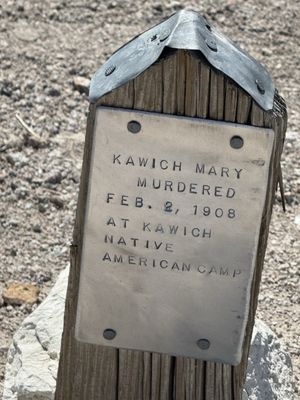 KAWICH MARY
MURDERED
FEB. 2, 1908
AT KAWICH
NATIVE
AMERICAN CAMP